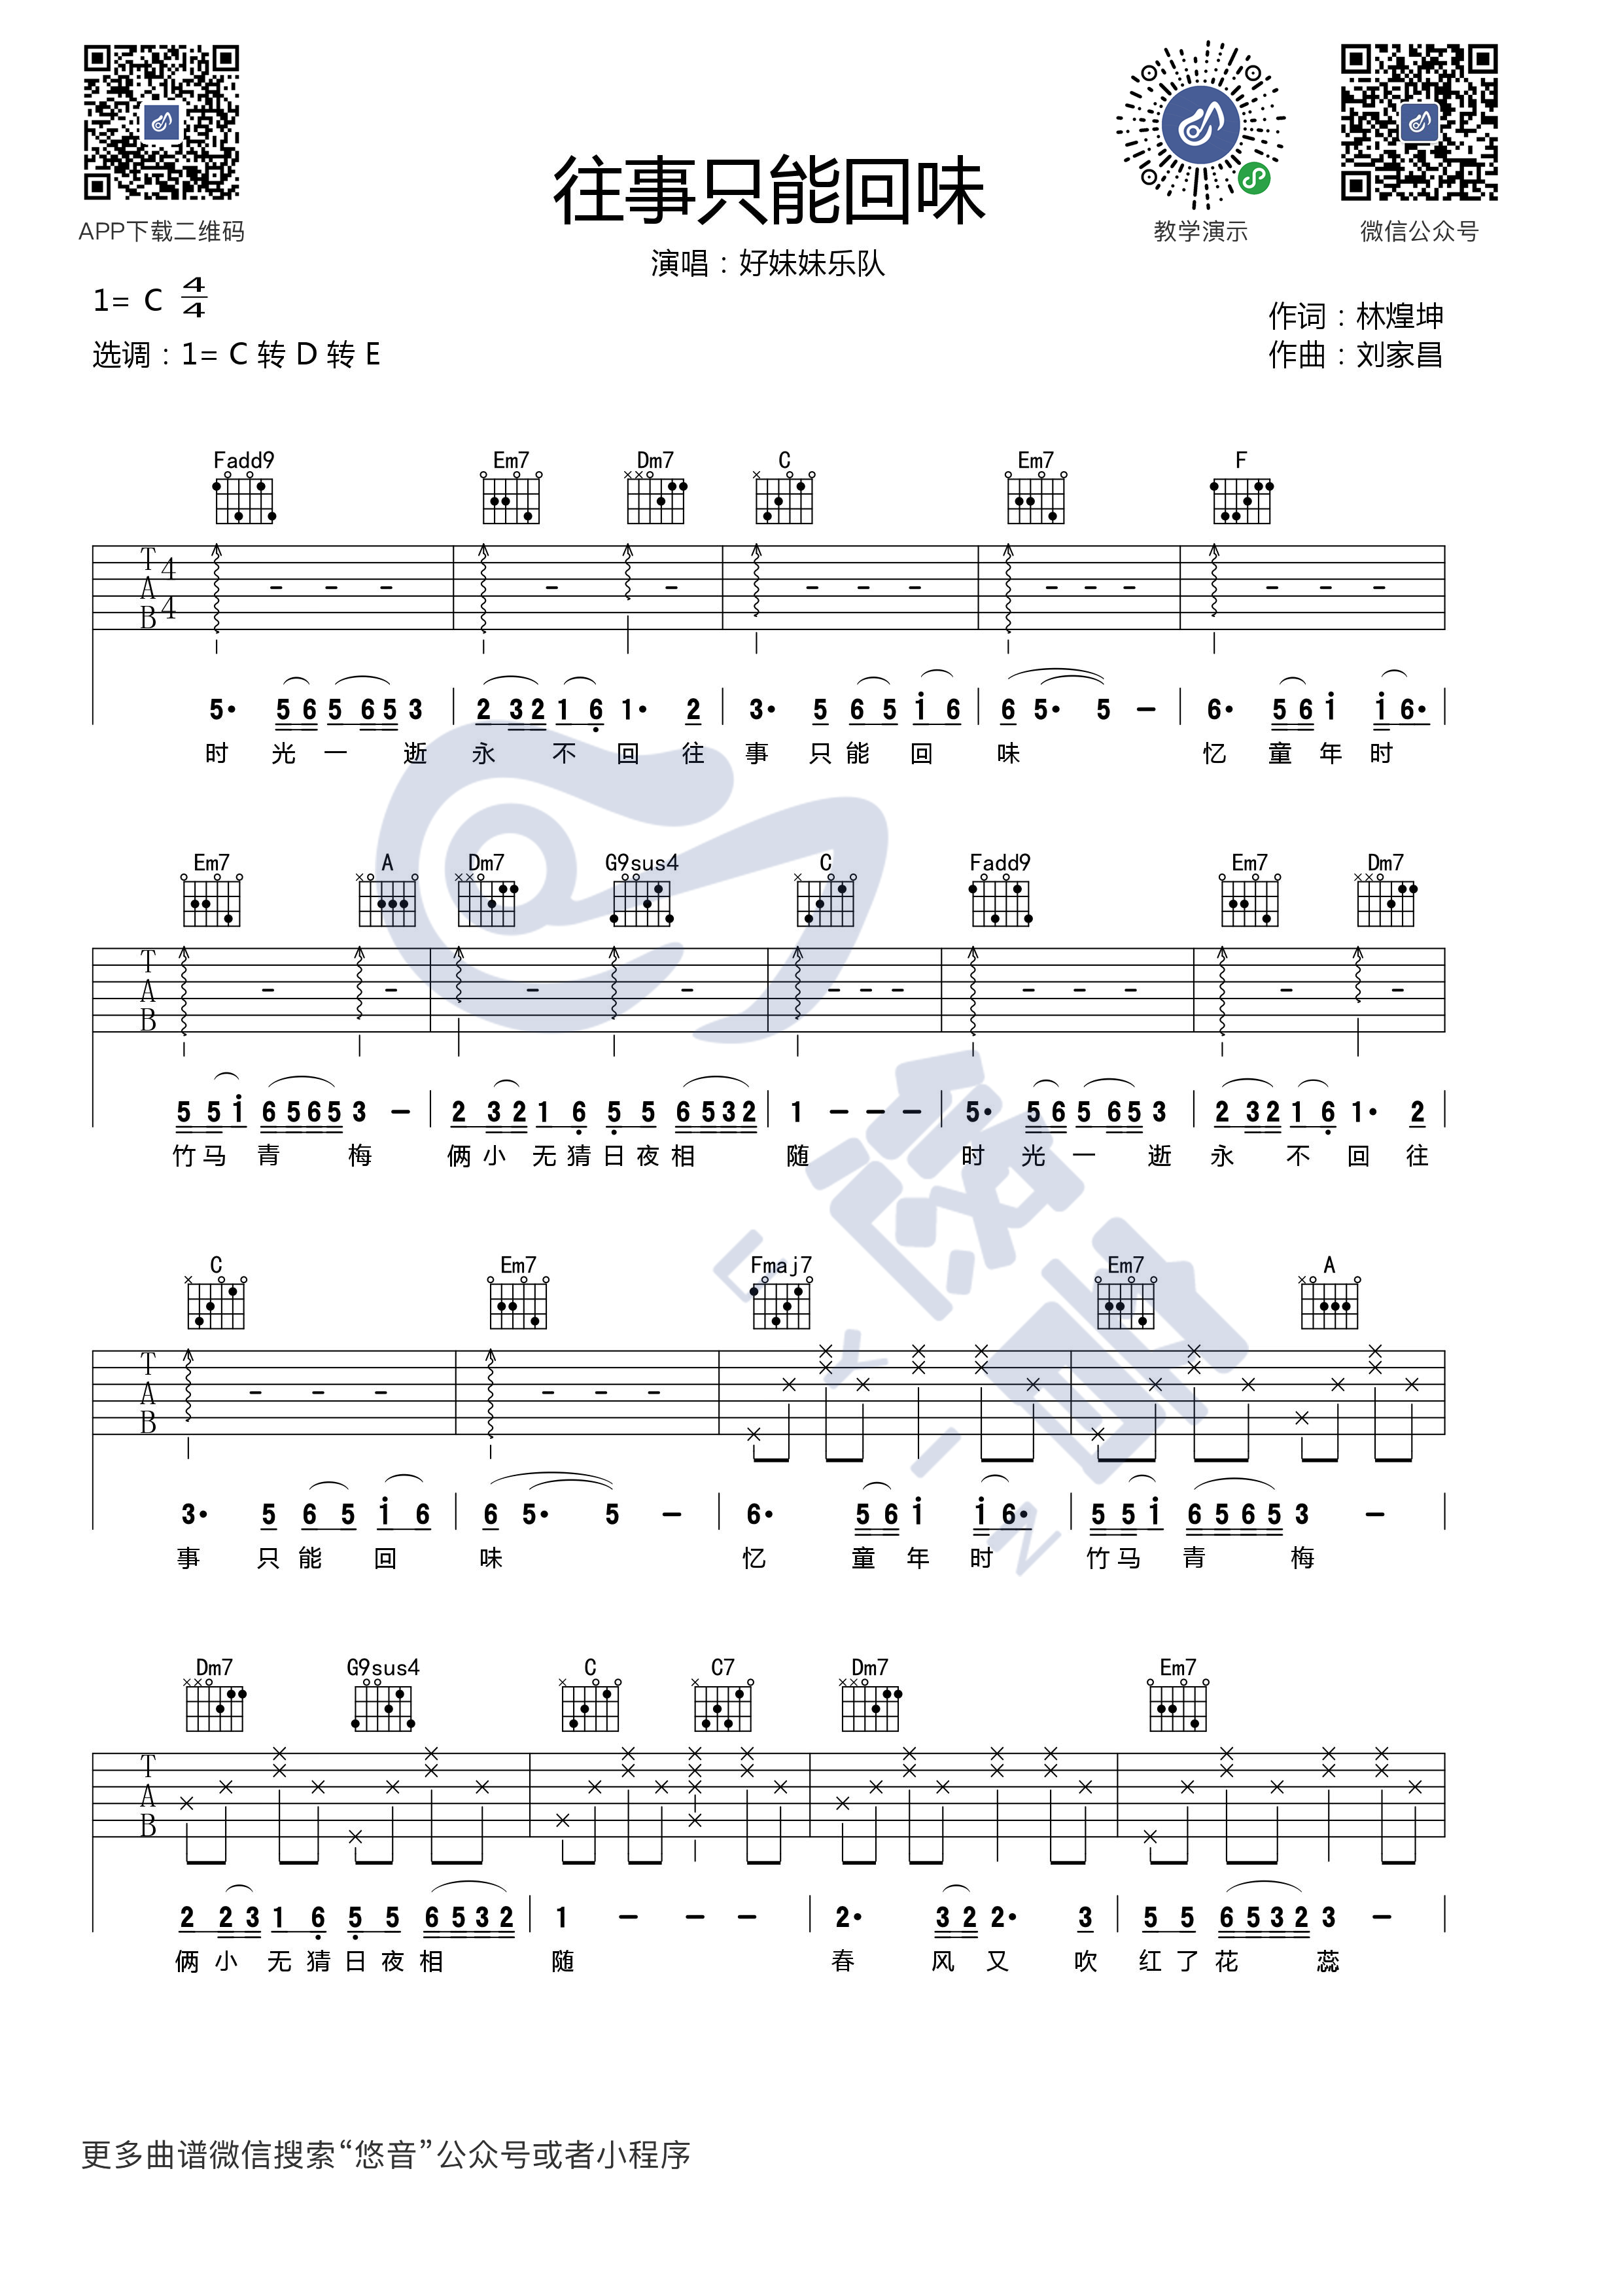 APP下载二维码
往事只能回味
教学演示
微信公众号
演唱：好妹妹乐队
1= C 4/4
选调：1= C 转 D 转 E
作词：林煌坤
作曲：刘家昌
Fadd9 Em7 Dm7 C Em7 F
T A B 4 4
5· 5 6 5 6 5 3 | 2 3 2 1 6 1· 2 | 3· 5 6 5 1 6 | 6 5· 5 – | 6· 5 6 1 1 6·
时 光 一 逝 永 不 回 往 事 只 能 回 味 忆 童 年 时
Em7 A Dm7 G9sus4 C Fadd9 Em7 Dm7
T A B
5 5 1 6 5 6 5 3 – | 2 3 2 1 6 5 5 6 5 3 2 | 1 – – – | 5· 5 6 5 6 5 3 | 2 3 2 1 6 1· 2
竹 马 青 梅 俩 小 无 猜 日 夜 相 随 时 光 一 逝 永 不 回 往
C Em7 Fmaj7 Em7 A
T A B
3· 5 6 5 1 6 | 6 5· 5 – | 6· 5 6 1 1 6· | 5 5 1 6 5 6 5 3 –
事 只 能 回 味 忆 童 年 时 竹 马 青 梅
Dm7 G9sus4 C C7 Dm7 Em7
T A B
2 2 3 1 6 5 5 6 5 3 2 | 1 – – – | 2· 3 2 2· 3 | 5 5 6 5 3 2 3 –
俩 小 无 猜 日 夜 相 随 春 风 又 吹 红 了 花 蕊
悠音
更多曲谱微信搜索“悠音”公众号或者小程序